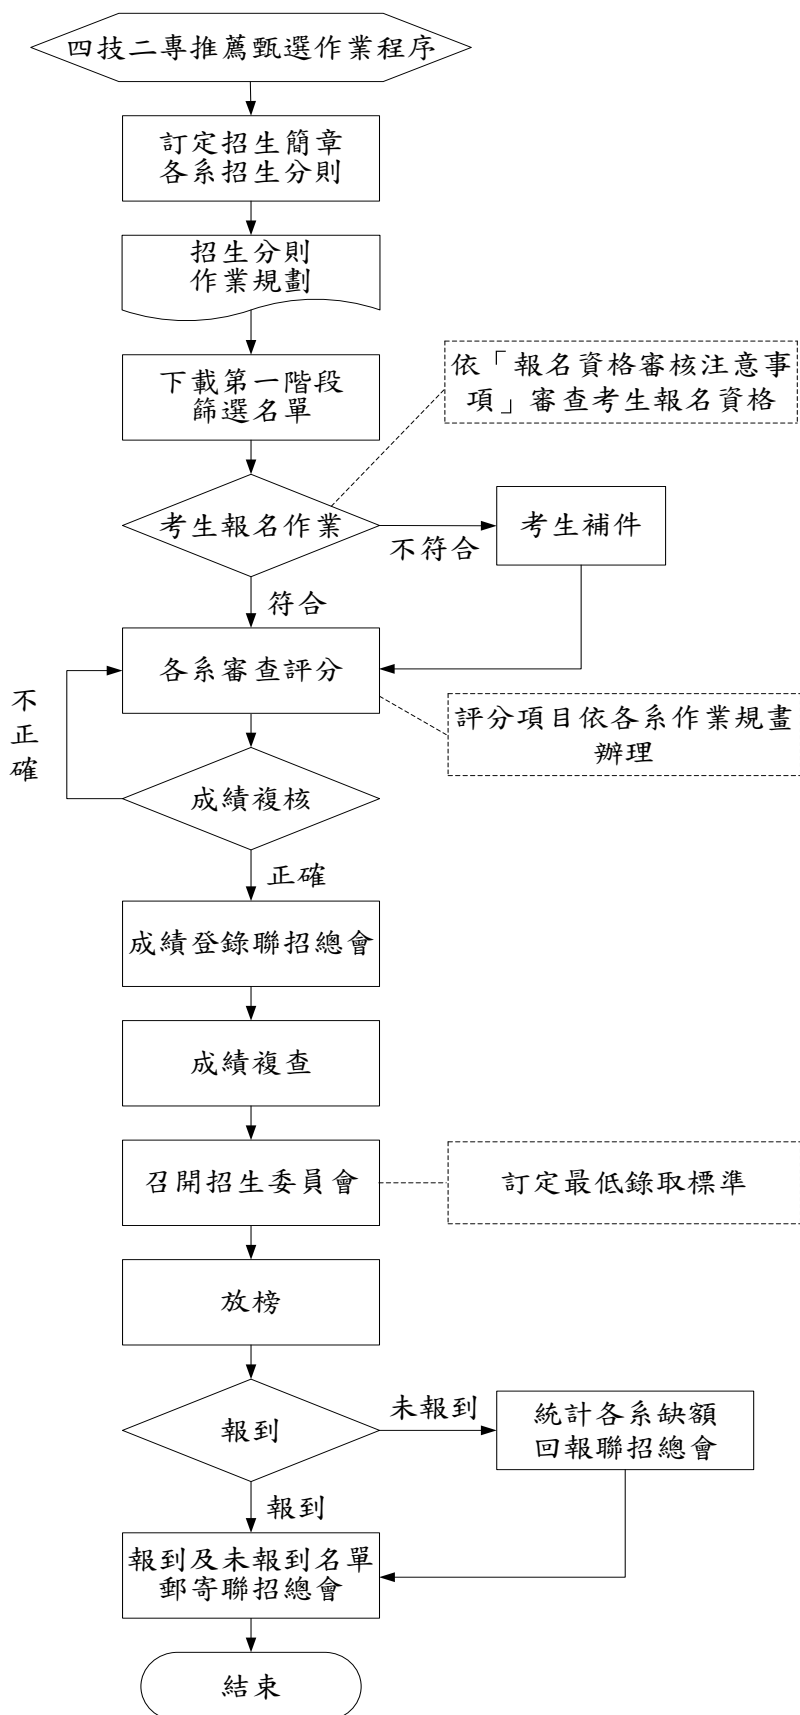 四技二專推薦甄選作業程序
訂定招生簡章
各系招生分則
招生分則
作業規劃
下載第一階段
篩選名單
依「報名資格審核注意事
項」審查考生報名資格
考生報名作業
不符合
考生補件
符合
各系審查評分
不
正
確
評分項目依各系作業規畫
辦理
成績複核
正確
成績登錄聯招總會
成績複查
召開招生委員會
訂定最低錄取標準
放榜
報到
未報到
統計各系缺額
回報聯招總會
報到
報到及未報到名單
郵寄聯招總會
結束